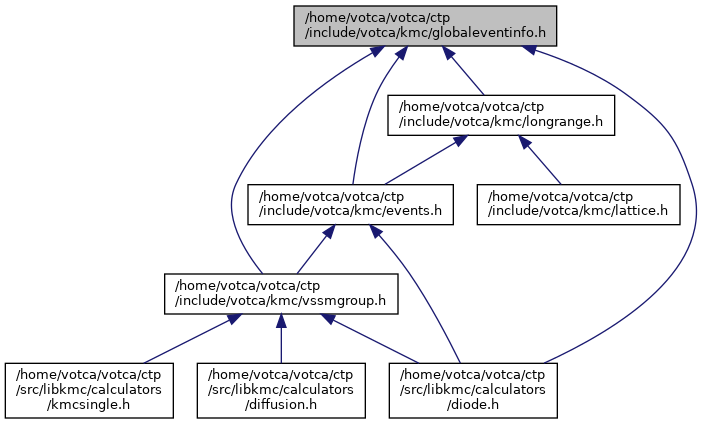 /home/votca/votca/ctp
/include/votca/kmc/globaleventinfo.h
/home/votca/votca/ctp
/include/votca/kmc/longrange.h
/home/votca/votca/ctp
/include/votca/kmc/events.h
/home/votca/votca/ctp
/include/votca/kmc/lattice.h
/home/votca/votca/ctp
/include/votca/kmc/vssmgroup.h
/home/votca/votca/ctp
/src/libkmc/calculators
/kmcsingle.h
/home/votca/votca/ctp
/src/libkmc/calculators
/diffusion.h
/home/votca/votca/ctp
/src/libkmc/calculators
/diode.h